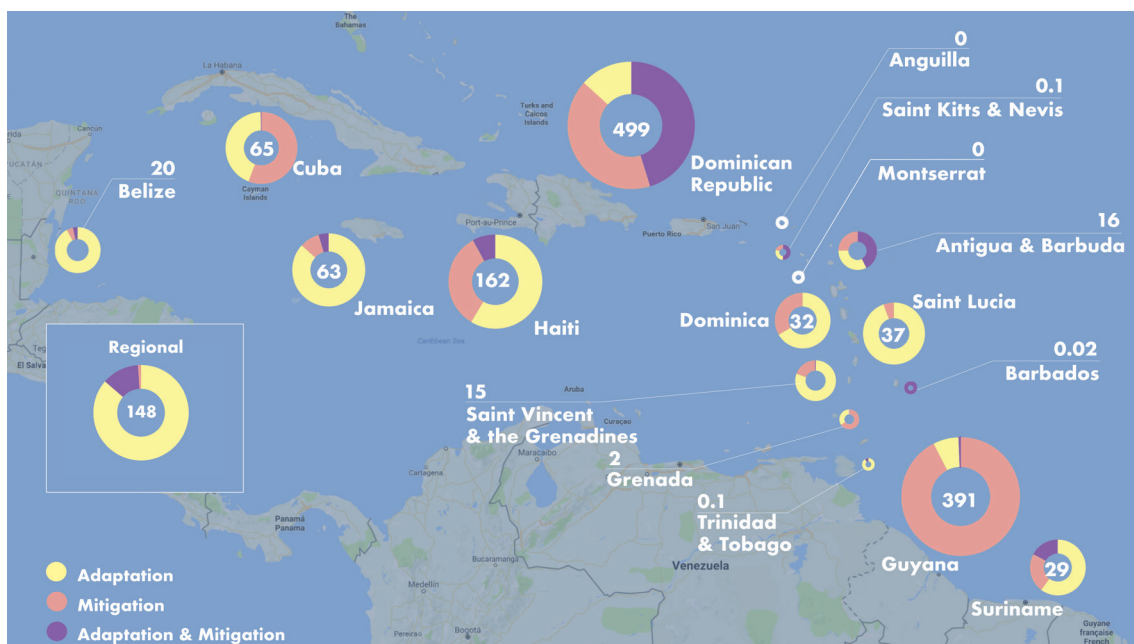 The
Bahamas
La Habana
Cancún
YUCATÁN
QUINTANA
ROO
20
Belize
65
Cuba
Cayman
Islands
Turks and
Caicos
Islands
499
Dominican
Republic
0
Anguilla
0.1
Saint Kitts & Nevis
0
Montserrat
16
Antigua & Barbuda
Port-au-Prince
Puerto Rico
San Juan
63
Jamaica
162
Haiti
Caribbean Sea
Dominica
32
Saint Lucia
37
0.02
Barbados
Regional
148
El Salva
15
Saint Vincent
& the Grenadines
Aruba
Curaçao
2
Grenada
0.1
Trinidad
& Tobago
391
Guyana
29
Suriname
Maracaibo
Cartagena
Panamá
Panama
Bucaramanga
Medellín
Pereira
Bogotá
Venezuela
Guyane
française
French
Adaptation
Mitigation
Adaptation & Mitigation